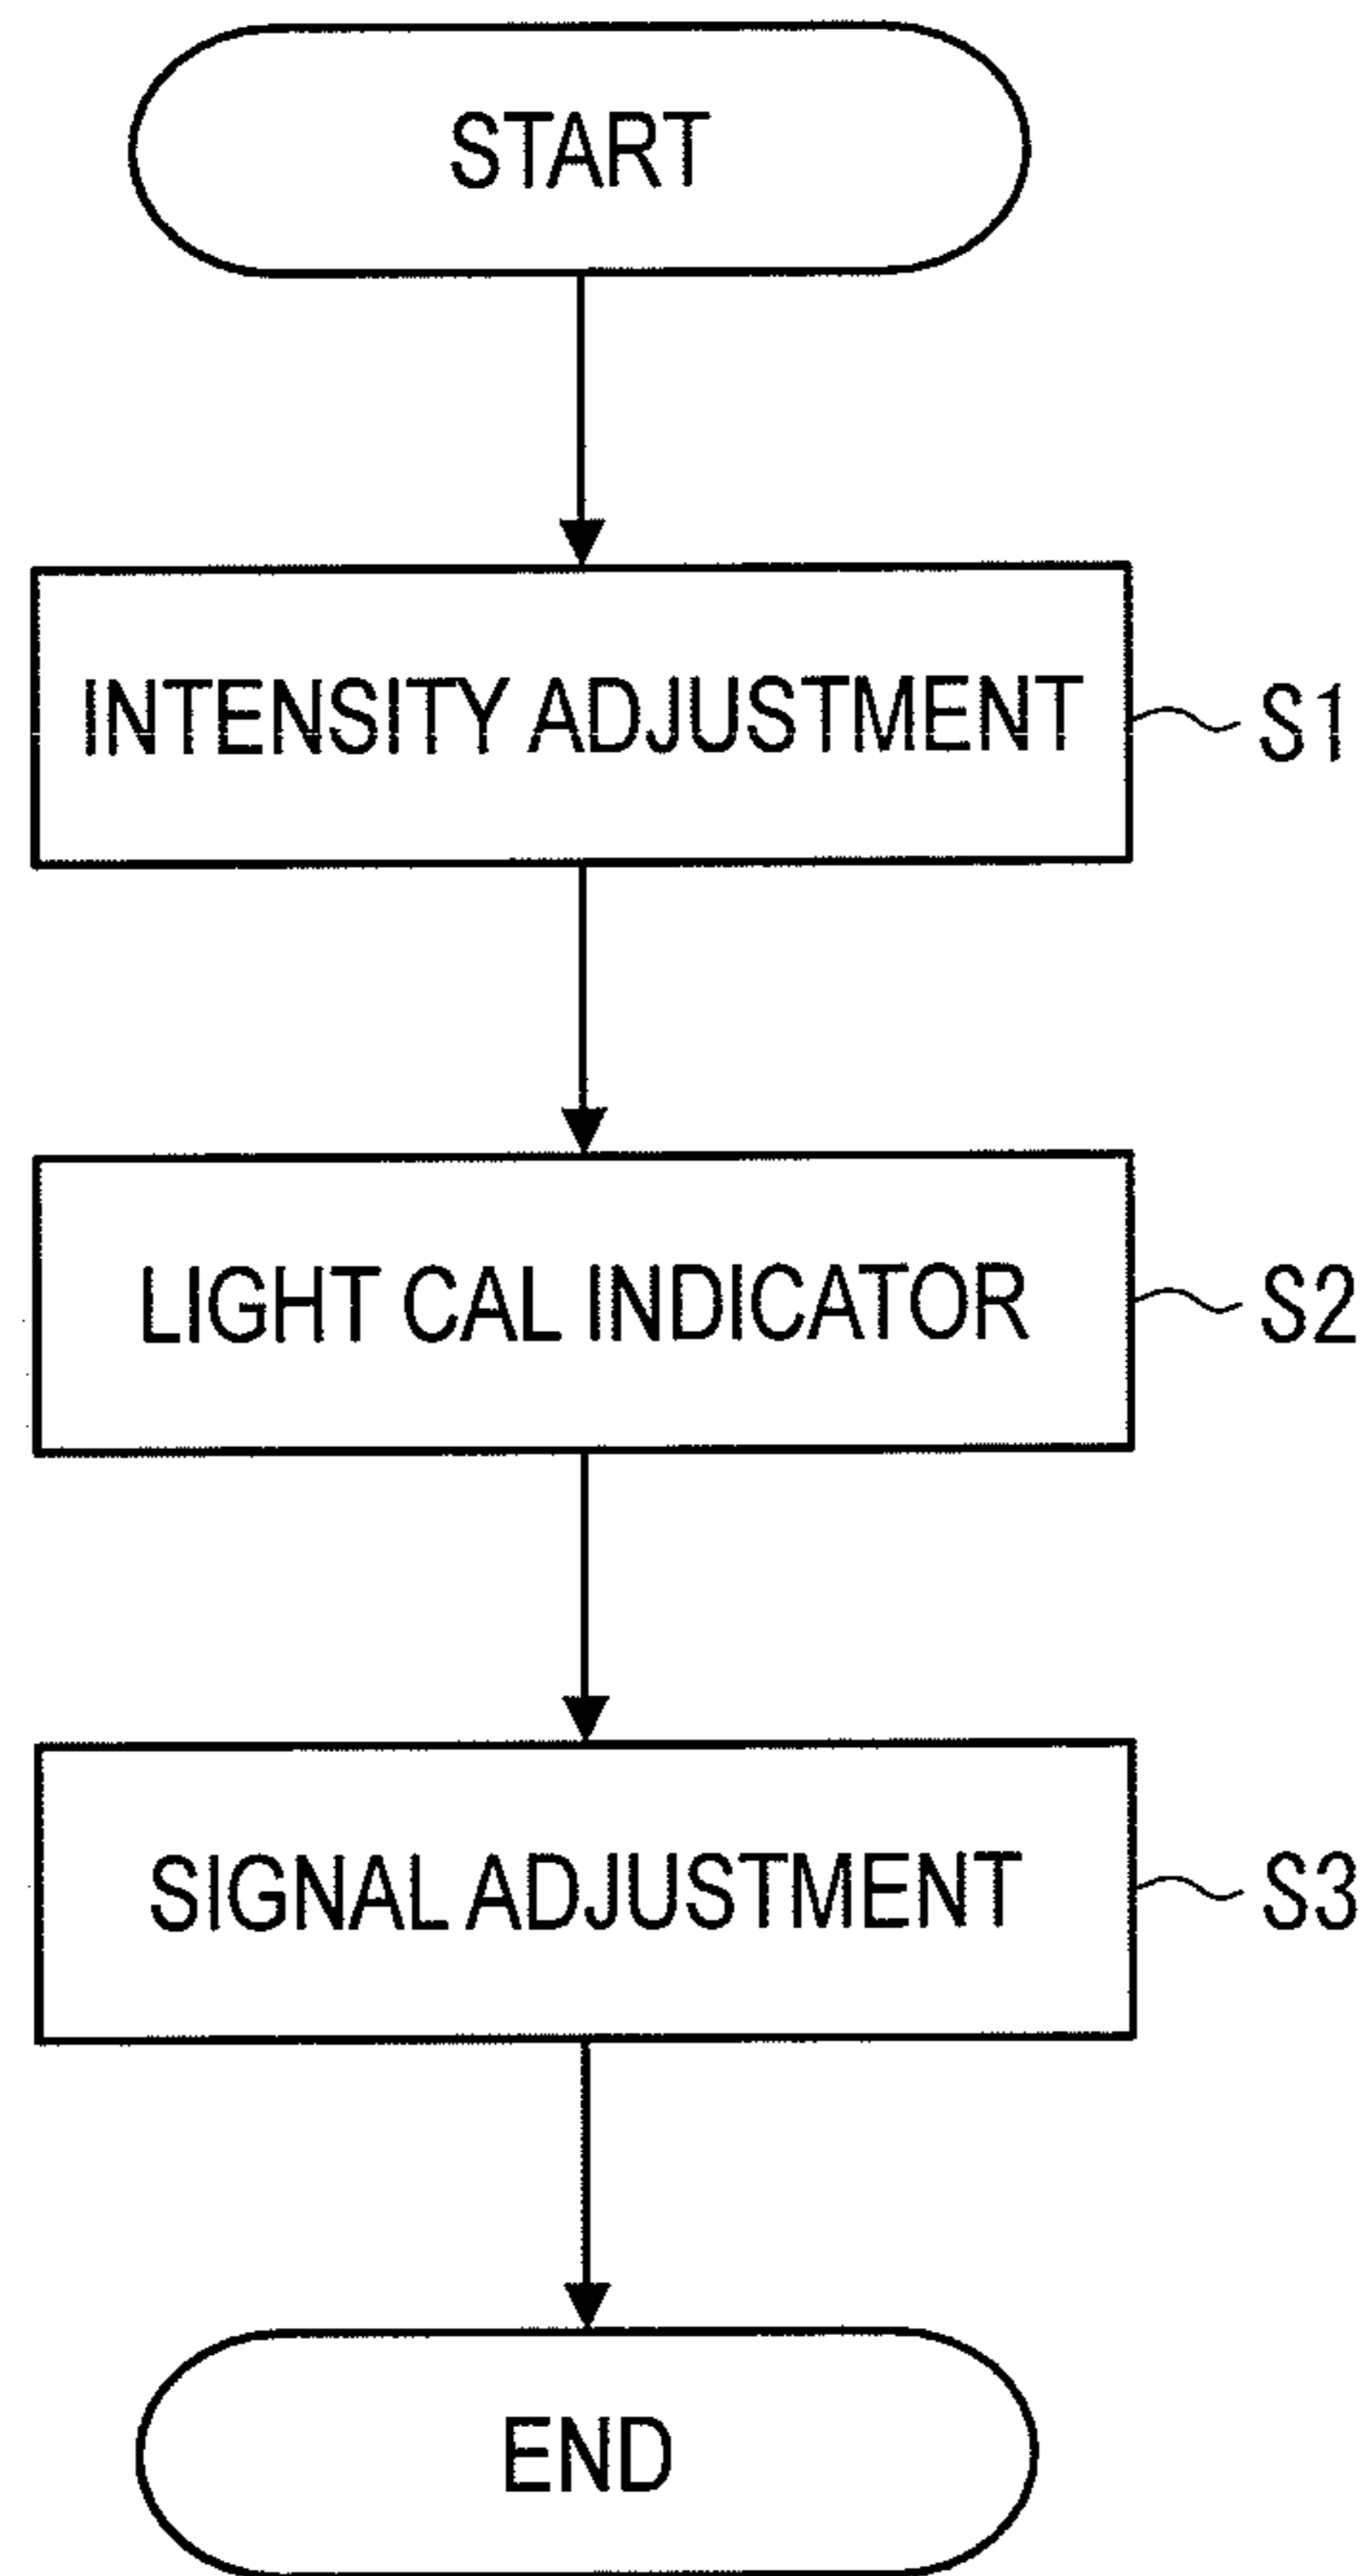 START
INTENSITY ADJUSTMENT
S1
LIGHT CAL INDICATOR
S2
SIGNAL ADJUSTMENT
S3
END